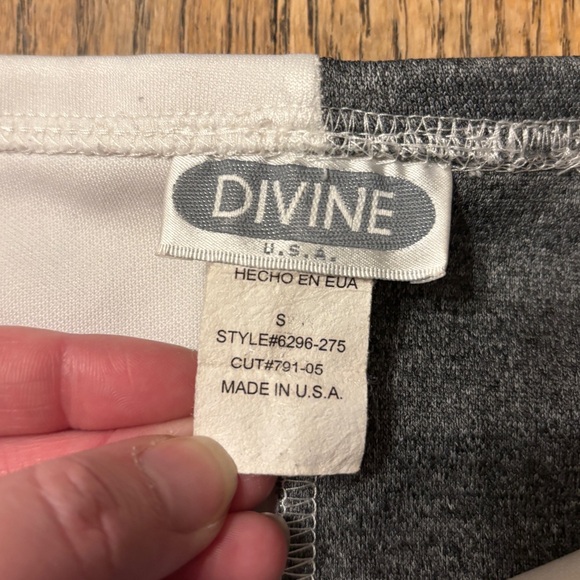 DIVINE
U.S.A.
HECHO EN EUA
S
STYLE#6296-275
CUT#791-05
MADE IN U.S.A.